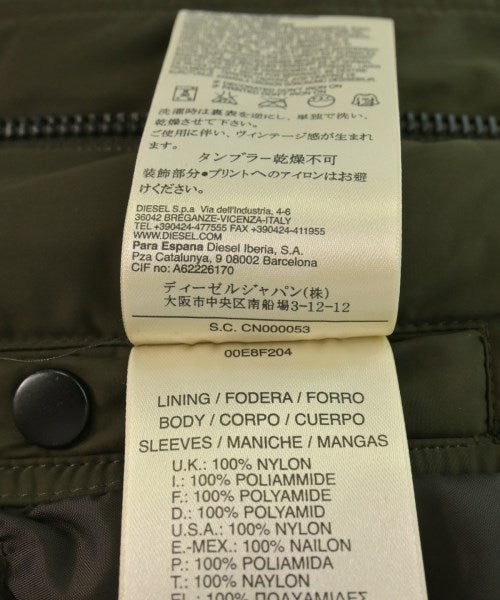 洗濯時は裏表を逆にし、単独で洗い、
乾燥させて下さい。
ご使用に伴い、ヴィンテージ感が生まれ
ます。
タンブラー乾燥不可
装飾部分●プリントへのアイロンはお避
けください。
DIESEL S.p.a Via dell'Industria, 4-6
36042 BREGANZE-VICENZA-ITALY
TEL +390424-477555 FAX +390424-411955
WWW.DIESEL.COM
Para Espana Diesel Iberia, S.A.
Pza Catalunya, 9 08002 Barcelona
CIF no: A62226170
ディーゼルジャパン(株)
大阪市中央区南船場3-12-12
S.C. CN000053
00E8F204
LINING / FODERA / FORRO
BODY / CORPO / CUERPO
SLEEVES / MANICHE / MANGAS
U.K.: 100% NYLON
I.: 100% POLIAMMIDE
F.: 100% POLYAMIDE
D.: 100% POLYAMID
U.S.A.: 100% NYLON
E.-MEX.: 100% NAILON
P.: 100% POLIAMIDA
T.: 100% NAYLON
EL.: 100% ΠΟΛΥΑΜΙΔΕΣ